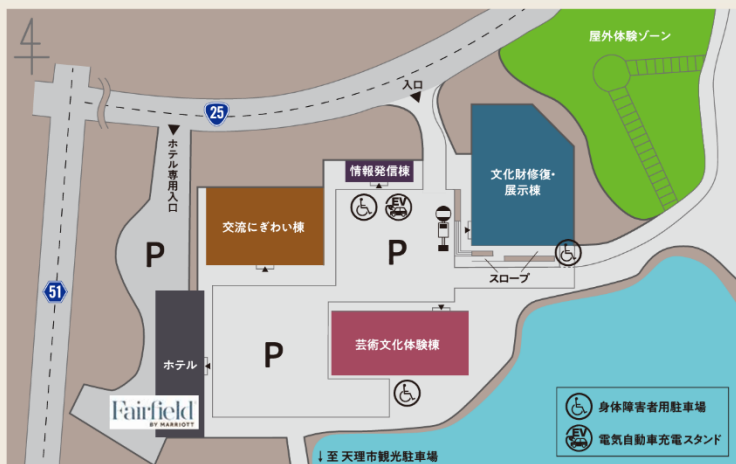 屋外体験ゾーン
入口
25
ホテル専用入口
情報発信棟
文化財修復・
展示棟
EV
交流にぎわい棟
P
P
スロープ
51
P
芸術文化体験棟
ホテル
Fairfield
BY MARRIOTT
身体障害者用駐車場
EV
電気自動車充電スタンド
↓至 天理市観光駐車場